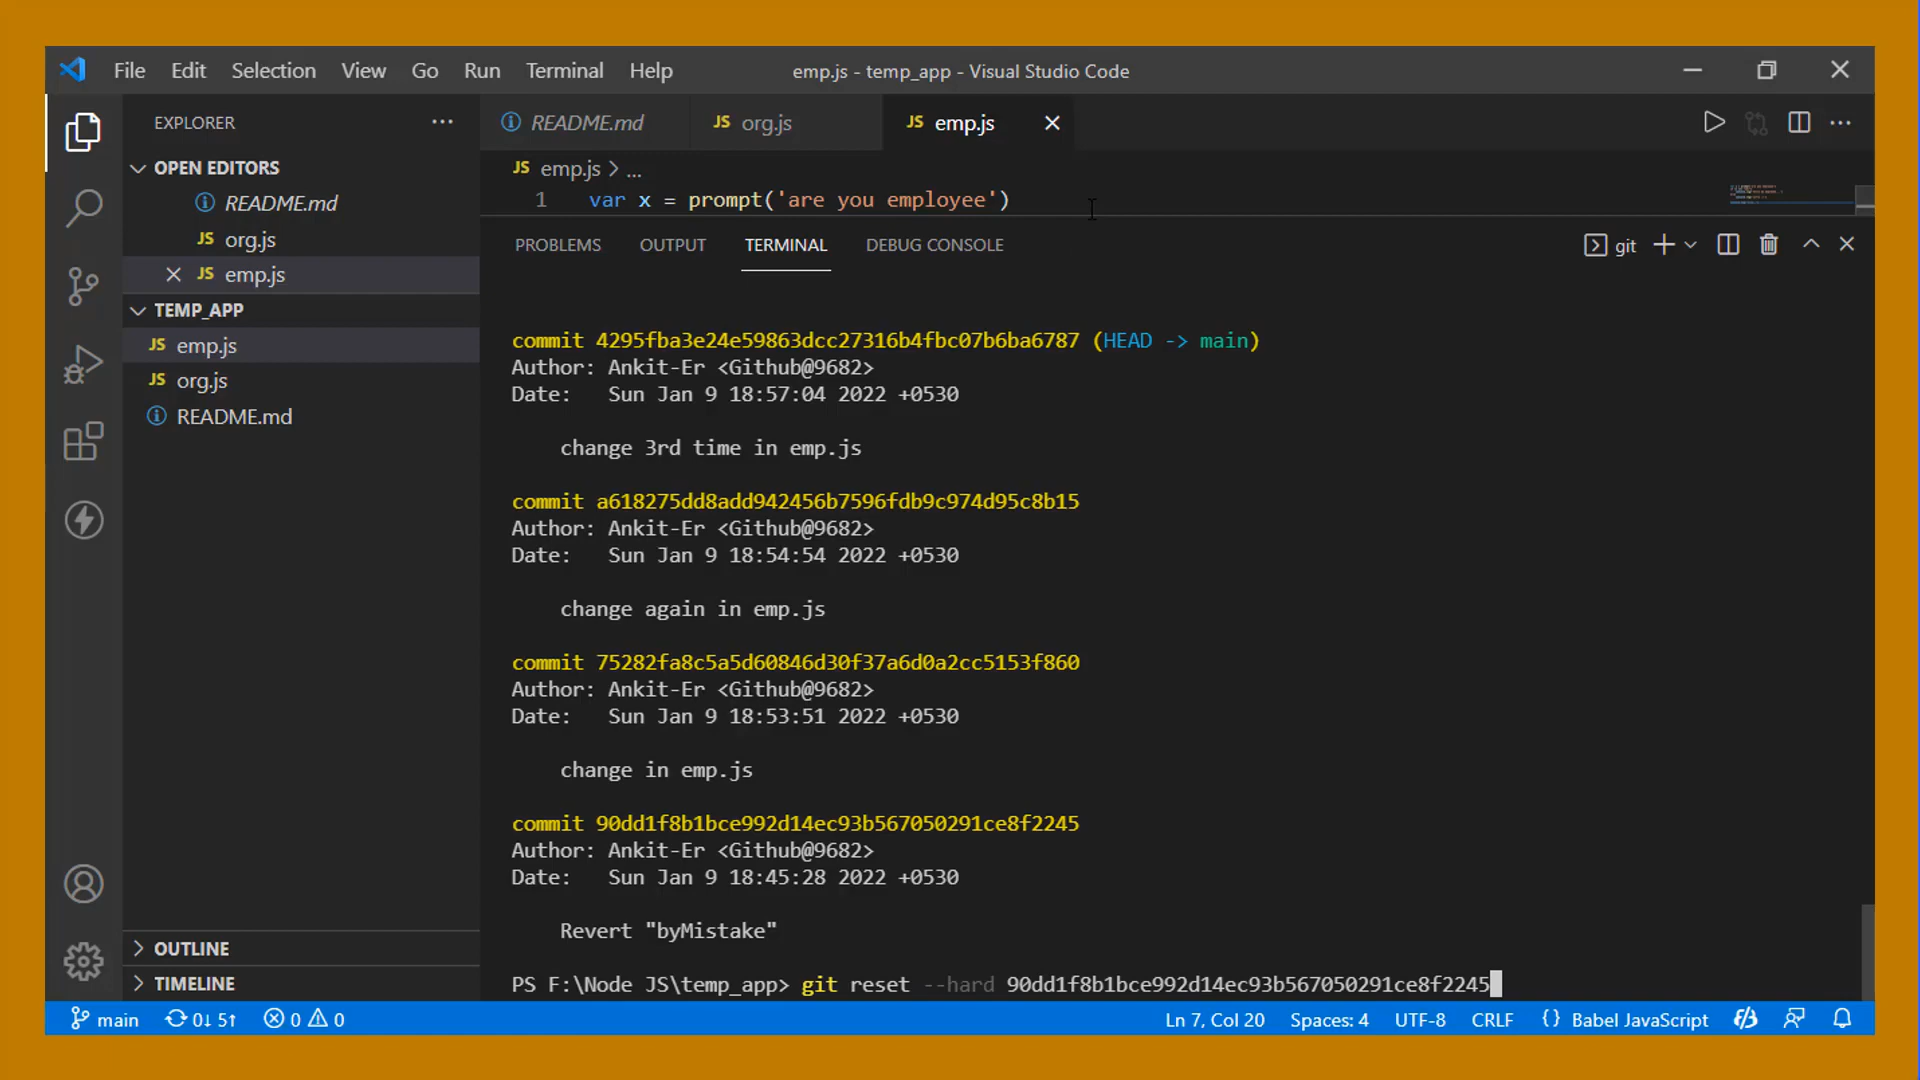 File Edit Selection View Go Run Terminal Help
emp.js - temp_app - Visual Studio Code
EXPLORER
OPEN EDITORS
README.md
JS org.js
JS emp.js
TEMP_APP
JS emp.js
JS org.js
README.md
OUTLINE
TIMELINE
README.md JS org.js JS emp.js
JS emp.js > ...
1 var x = prompt('are you employee')
PROBLEMS OUTPUT TERMINAL DEBUG CONSOLE
git
commit 4295fba3e24e59863dcc27316b4fbc07b6ba6787 (HEAD -> main)
Author: Ankit-Er <Github@9682>
Date: Sun Jan 9 18:57:04 2022 +0530
change 3rd time in emp.js
commit a618275dd8add942456b7596fdb9c974d95c8b15
Author: Ankit-Er <Github@9682>
Date: Sun Jan 9 18:54:54 2022 +0530
change again in emp.js
commit 75282fa8c5a5d60846d30f37a6d0a2cc5153f860
Author: Ankit-Er <Github@9682>
Date: Sun Jan 9 18:53:51 2022 +0530
change in emp.js
commit 90dd1f8b1bce992d14ec93b567050291ce8f2245
Author: Ankit-Er <Github@9682>
Date: Sun Jan 9 18:45:28 2022 +0530
Revert "byMistake"
PS F:\Node JS\temp_app> git reset --hard 90dd1f8b1bce992d14ec93b567050291ce8f2245
main 0↓ 5↑ 0 0 Ln 7, Col 20 Spaces: 4 UTF-8 CRLF {} Babel JavaScript